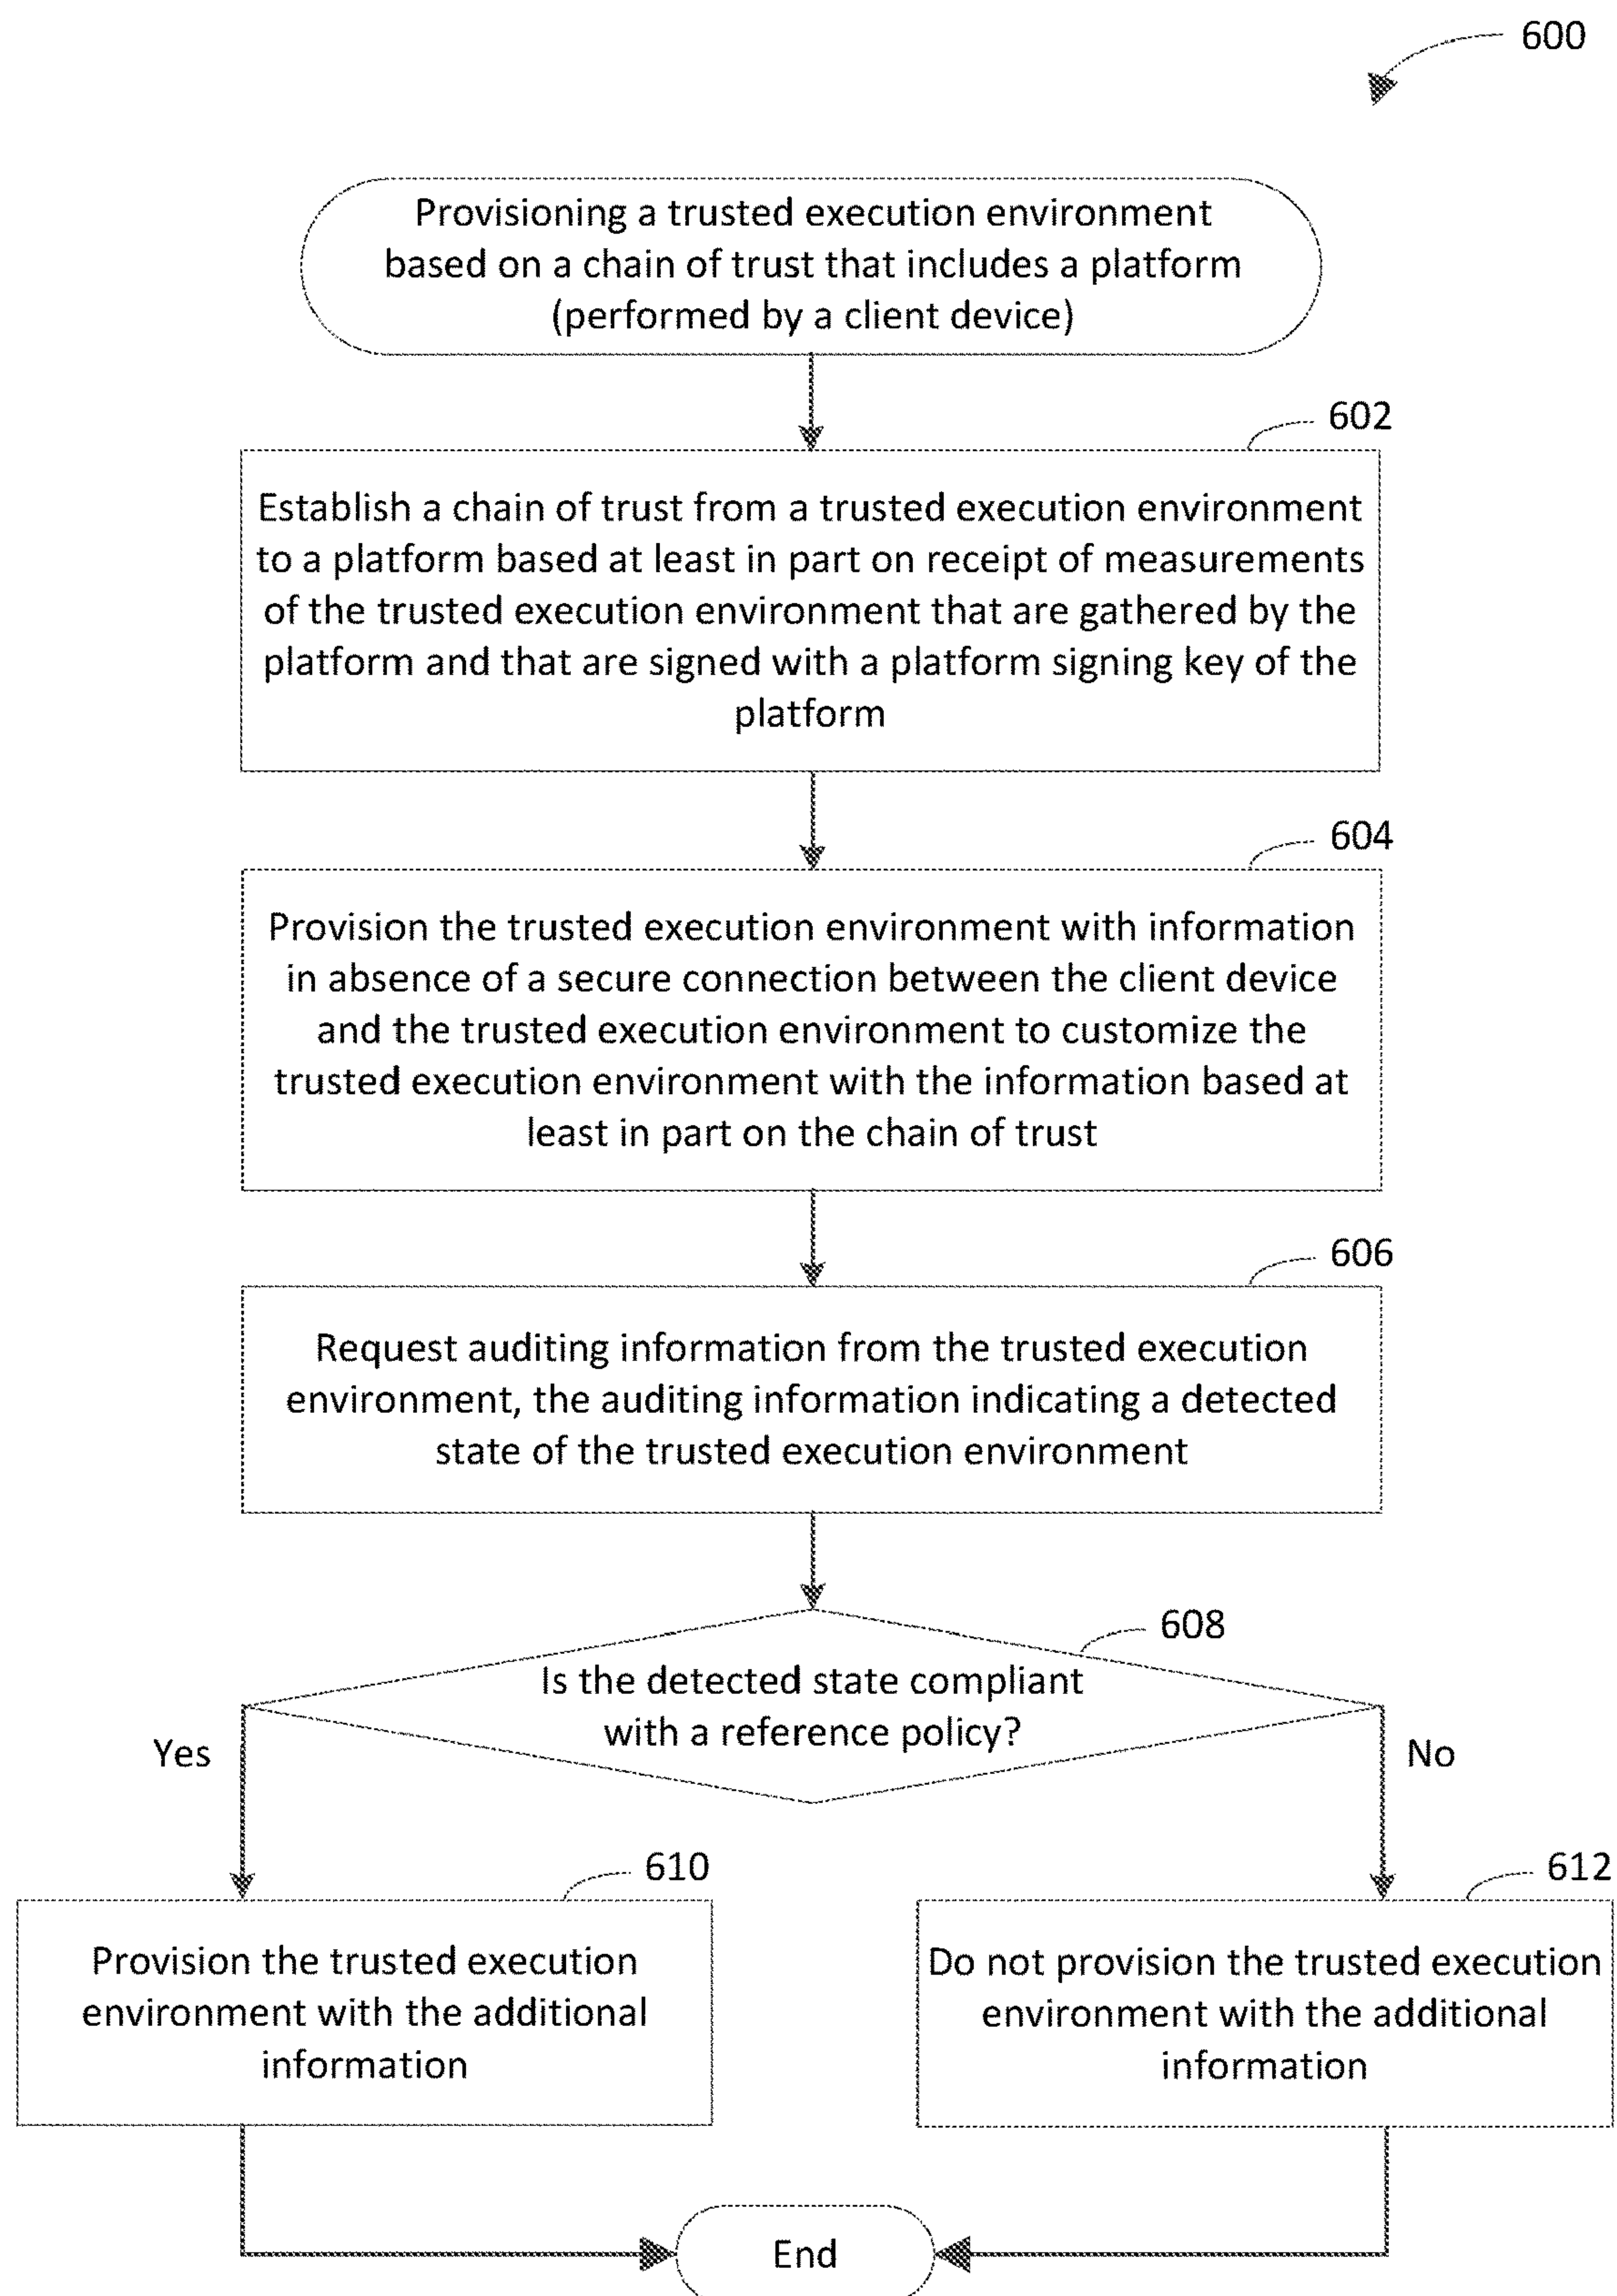 600
Provisioning a trusted execution environment
based on a chain of trust that includes a platform
(performed by a client device)
602
Establish a chain of trust from a trusted execution environment
to a platform based at least in part on receipt of measurements
of the trusted execution environment that are gathered by the
platform and that are signed with a platform signing key of the
platform
604
Provision the trusted execution environment with information
in absence of a secure connection between the client device
and the trusted execution environment to customize the
trusted execution environment with the information based at
least in part on the chain of trust
606
Request auditing information from the trusted execution
environment, the auditing information indicating a detected
state of the trusted execution environment
608
Is the detected state compliant
with a reference policy?
Yes
No
610
Provision the trusted execution
environment with the additional
information
612
Do not provision the trusted execution
environment with the additional
information
End